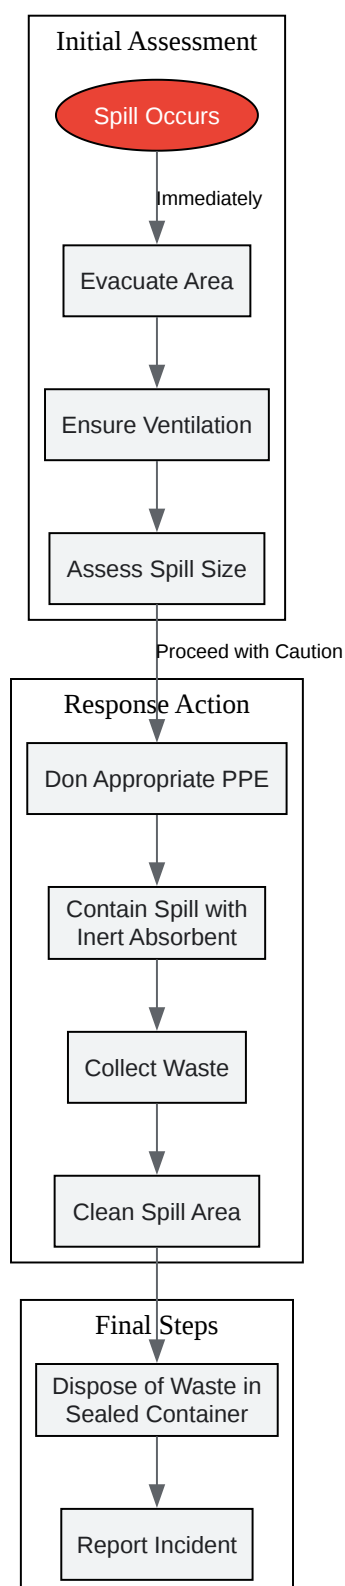 Initial Assessment
Spill Occurs
Immediately
Evacuate Area
Ensure Ventilation
Assess Spill Size
Proceed with Caution
Response Action
Don Appropriate PPE
Contain Spill with
Inert Absorbent
Collect Waste
Clean Spill Area
Final Steps
Dispose of Waste in
Sealed Container
Report Incident